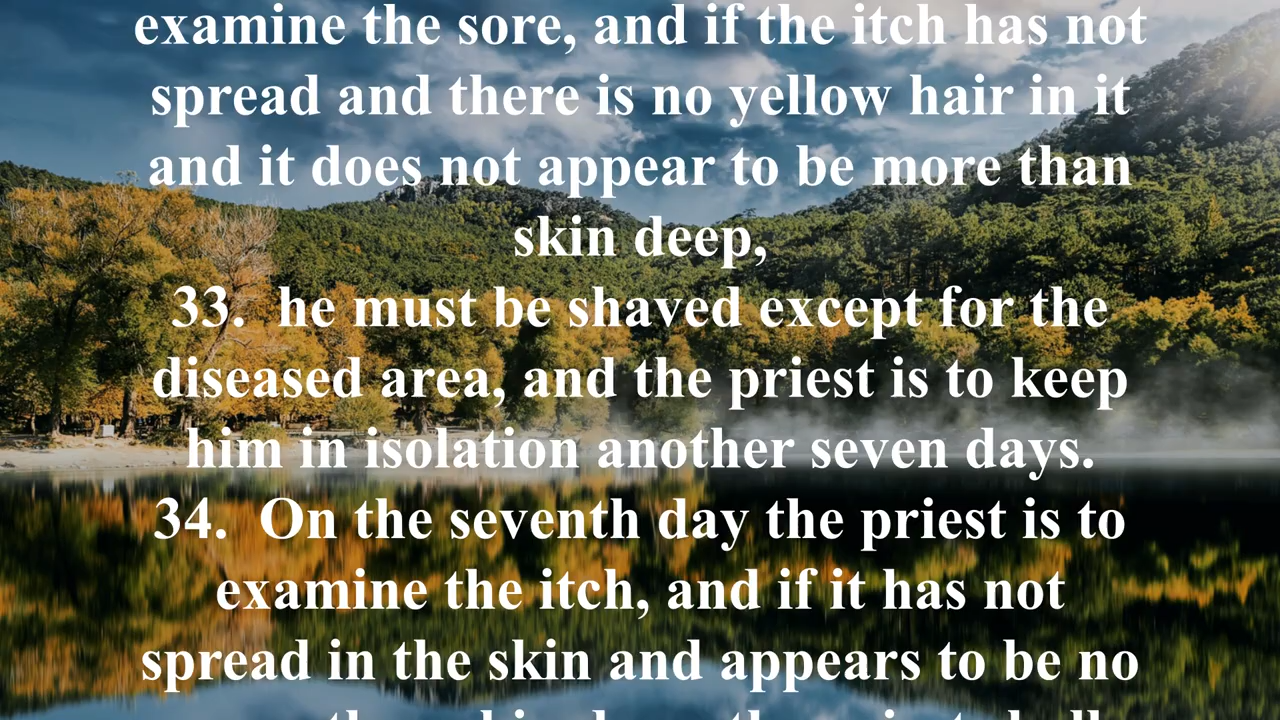 examine the sore, and if the itch has not
spread and there is no yellow hair in it
and it does not appear to be more than
skin deep,
33.  he must be shaved except for the
diseased area, and the priest is to keep
him in isolation another seven days.
34.  On the seventh day the priest is to
examine the itch, and if it has not
spread in the skin and appears to be no